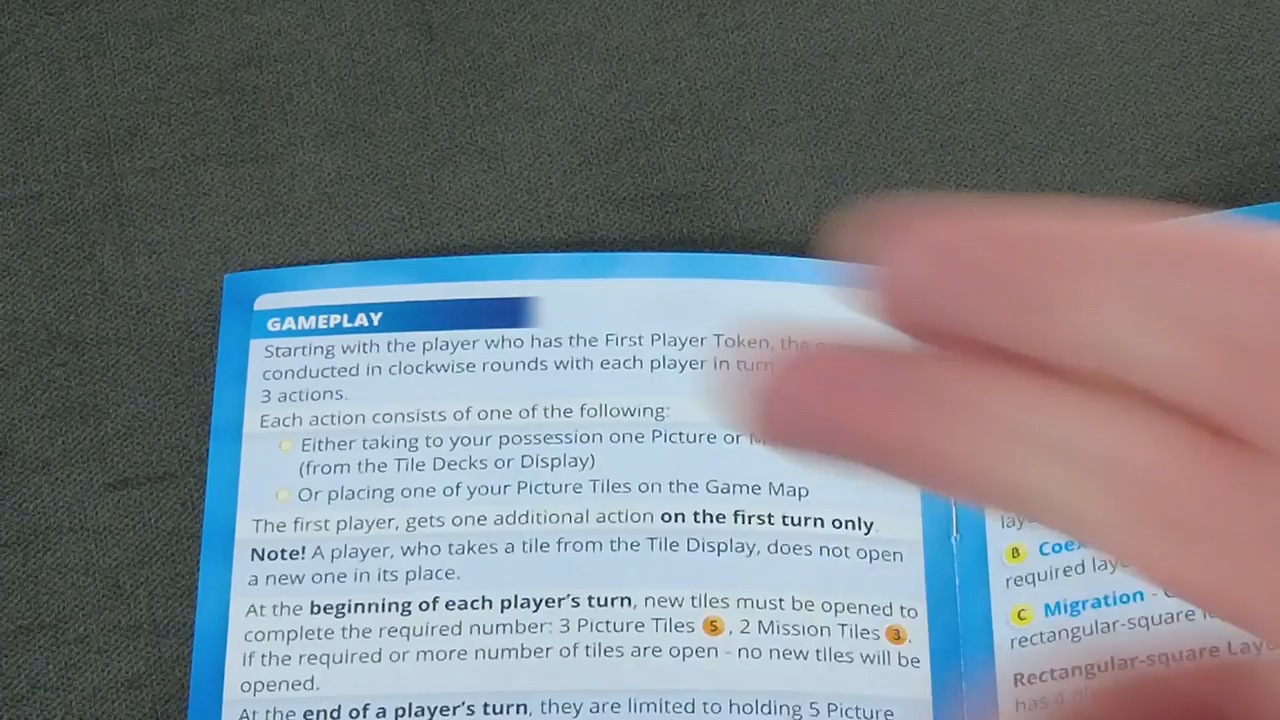 GAMEPLAY
Starting with the player who has the First Player Token, the
conducted in clockwise rounds with each player in turn
3 actions.
Each action consists of one of the following:
Either taking to your possession one Picture or
(from the Tile Decks or Display)
Or placing one of your Picture Tiles on the Game Map
The first player, gets one additional action on the first turn only.
Note! A player, who takes a tile from the Tile Display, does not open
a new one in its place.
At the beginning of each player's turn, new tiles must be opened to
complete the required number: 3 Picture Tiles 5, 2 Mission Tiles 3.
If the required or more number of tiles are open - no new tiles will be
opened.
At the end of a player's turn, they are limited to holding 5 Picture
B
required
C Migration -
rectangular-square
Rectangular-square
has 4